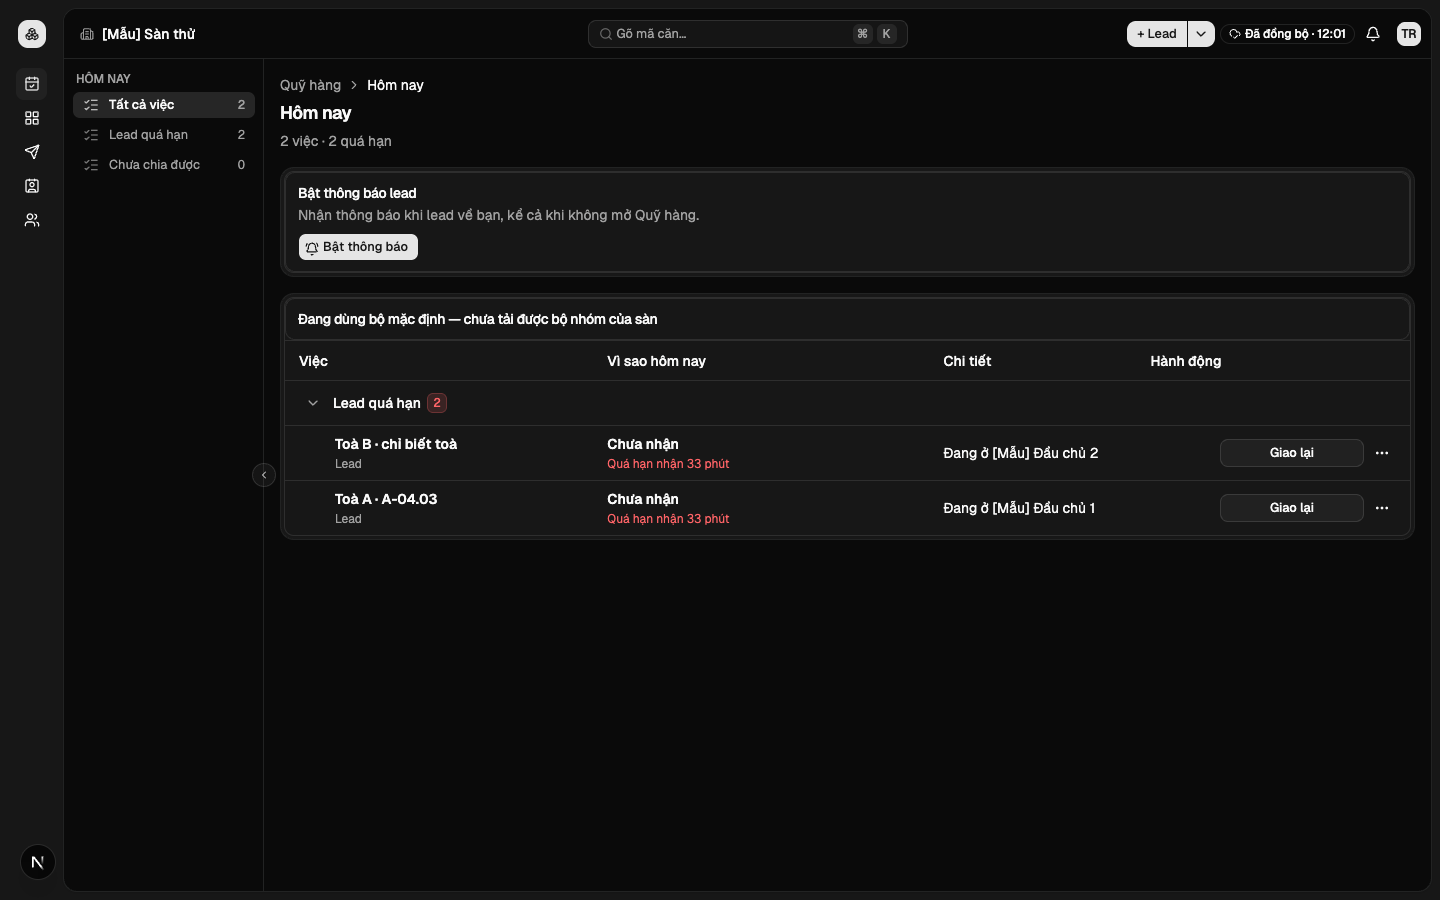 [Mẫu] Sàn thử
Gõ mã căn...
⌘ K
+ Lead
Đã đồng bộ · 12:01
TR
HÔM NAY
Tất cả việc 2
Lead quá hạn 2
Chưa chia được 0
Quỹ hàng > Hôm nay
Hôm nay
2 việc · 2 quá hạn
Bật thông báo lead
Nhận thông báo khi lead về bạn, kể cả khi không mở Quỹ hàng.
Bật thông báo
Đang dùng bộ mặc định — chưa tải được bộ nhóm của sàn
Việc Vì sao hôm nay Chi tiết Hành động
Lead quá hạn 2
Toà B · chỉ biết toà Chưa nhận Đang ở [Mẫu] Đầu chủ 2 Giao lại
Lead Quá hạn nhận 33 phút
Toà A · A-04.03 Chưa nhận Đang ở [Mẫu] Đầu chủ 1 Giao lại
Lead Quá hạn nhận 33 phút
N